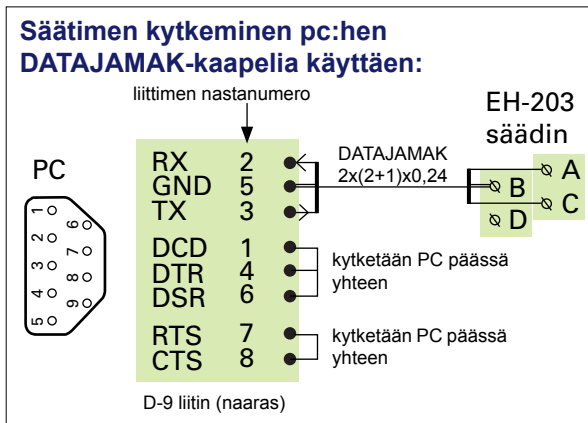 Säätimen kytkeminen pc:hen
DATAJAMAK-kaapelia käyttäen:
liittimen nastanumero
EH-203
säädin
PC
1
2
3
4
5
6
7
8
9
RX 2
GND 5
TX 3
DCD 1
DTR 4
DSR 6
RTS 7
CTS 8
DATAJAMAK
2x(2+1)x0,24
A
B
C
D
kytketään PC päässä
yhteen
kytketään PC päässä
yhteen
D-9 liitin (naaras)